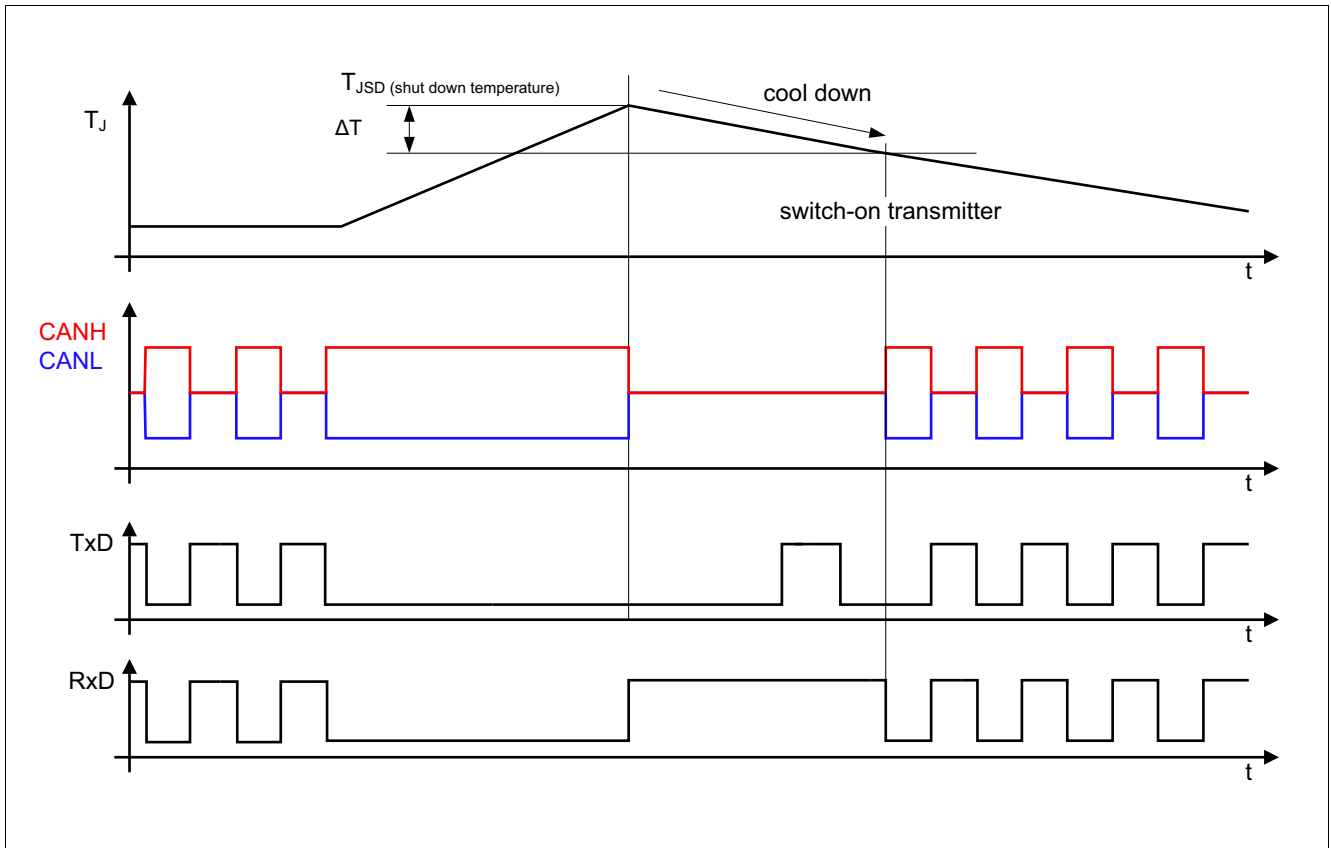 T_JSD (shut down temperature)
cool down
T_J
ΔT
switch-on transmitter
t
CANH
CANL
t
TxD
t
RxD
t